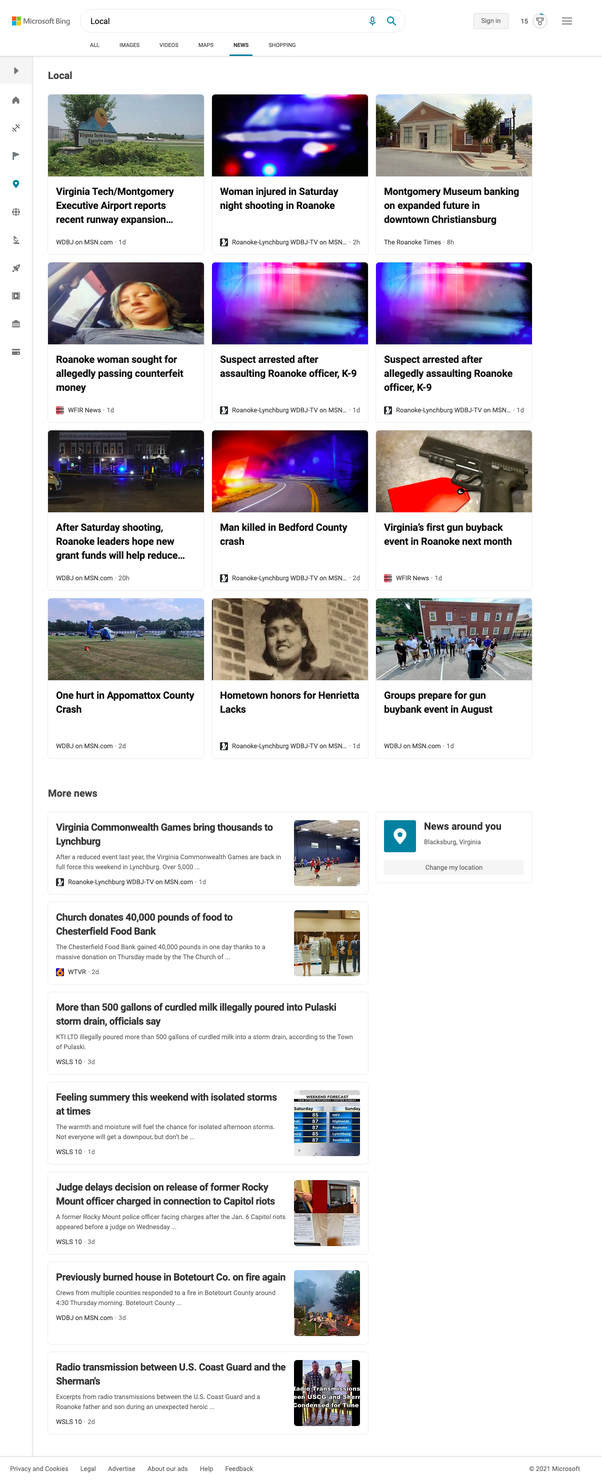 Microsoft Bing
Local
Sign in
15
ALL
IMAGES
VIDEOS
MAPS
NEWS
SHOPPING
Local
Virginia Tech/Montgomery
Executive Airport reports
recent runway expansion...
WDBJ on MSN.com · 1d
Woman injured in Saturday
night shooting in Roanoke
Roanoke-Lynchburg WDBJ-TV on MSN... · 2h
Montgomery Museum banking
on expanded future in
downtown Christiansburg
The Roanoke Times · 8h
Roanoke woman sought for
allegedly passing counterfeit
money
WFIR News · 1d
Suspect arrested after
assaulting Roanoke officer, K-9
Roanoke-Lynchburg WDBJ-TV on MSN... · 1d
Suspect arrested after
allegedly assaulting Roanoke
officer, K-9
Roanoke-Lynchburg WDBJ-TV on MSN... · 1d
After Saturday shooting,
Roanoke leaders hope new
grant funds will help reduce...
WDBJ on MSN.com · 20h
Man killed in Bedford County
crash
Roanoke-Lynchburg WDBJ-TV on MSN... · 2d
Virginia's first gun buyback
event in Roanoke next month
WFIR News · 1d
One hurt in Appomattox County
Crash
WDBJ on MSN.com · 2d
Hometown honors for Henrietta
Lacks
Roanoke-Lynchburg WDBJ-TV on MSN... · 1d
Groups prepare for gun
buybank event in August
WDBJ on MSN.com · 1d
More news
Virginia Commonwealth Games bring thousands to
Lynchburg
After a reduced event last year, the Virginia Commonwealth Games are back in
full force this weekend in Lynchburg. Over 5,000 ...
Roanoke-Lynchburg WDBJ-TV on MSN.com · 1d
News around you
Blacksburg, Virginia
Change my location
Church donates 40,000 pounds of food to
Chesterfield Food Bank
The Chesterfield Food Bank gained 40,000 pounds in one day thanks to a
massive donation on Thursday made by the The Church of ...
WTVR · 2d
More than 500 gallons of curdled milk illegally poured into Pulaski
storm drain, officials say
KTI LTD illegally poured more than 500 gallons of curdled milk into a storm drain, according to the Town
of Pulaski.
WSLS 10 · 3d
Feeling summery this weekend with isolated storms
at times
The warmth and moisture will fuel the chance for isolated afternoon storms.
Not everyone will get a downpour, but don't be ...
WSLS 10 · 1d
WEEKEND FORECAST
Saturday
Sunday
85
87
87
85
87
NRV
Highlands
Roanoke
Lynchburg
Southside
Judge delays decision on release of former Rocky
Mount officer charged in connection to Capitol riots
A former Rocky Mount police officer facing charges after the Jan. 6 Capitol riots
appeared before a judge on Wednesday ...
WSLS 10 · 3d
Previously burned house in Botetourt Co. on fire again
Crews from multiple counties responded to a fire in Botetourt County around
4:30 Thursday morning. Botetourt County ...
WDBJ on MSN.com · 3d
Radio transmission between U.S. Coast Guard and the
Sherman's
Excerpts from radio transmissions between the U.S. Coast Guard and a
Roanoke father and son during an unexpected heroic ...
WSLS 10 · 2d
Radio Transmissions
een USCG and Sherr
Condensed for Time
Privacy and Cookies
Legal
Advertise
About our ads
Help
Feedback
© 2021 Microsoft